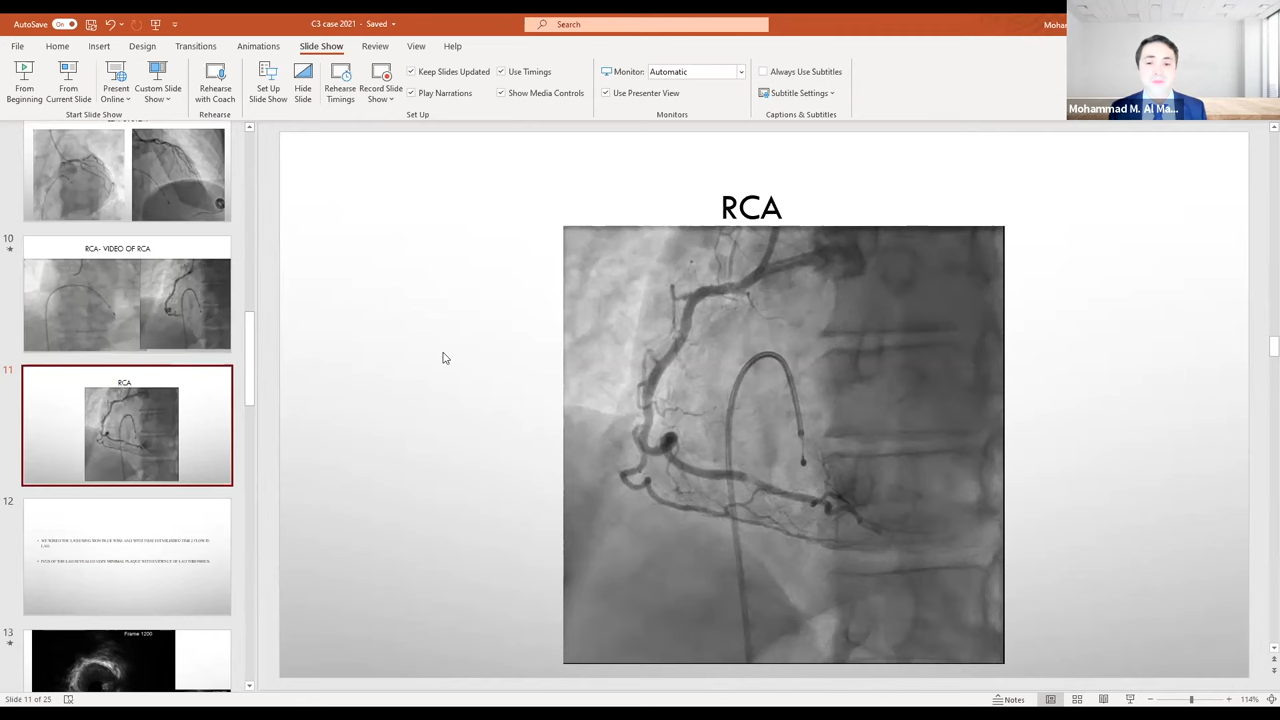 AutoSave On
C3 case 2021 - Saved
Search
Moha
File Home Insert Design Transitions Animations Slide Show Review View Help
From Beginning
From Current Slide
Present Online
Custom Slide Show
Start Slide Show
Rehearse with Coach
Rehearse
Set Up Slide Show
Hide Slide
Rehearse Timings
Record Slide Show
Keep Slides Updated
Use Timings
Play Narrations
Show Media Controls
Set Up
Monitor: Automatic
Use Presenter View
Monitors
Always Use Subtitles
Subtitle Settings
Captions & Subtitles
Mohammad M. Al Ma...
10
RCA- VIDEO OF RCA
11
RCA
12
13
Frame 1200
RCA
Slide 11 of 25
Notes
114%